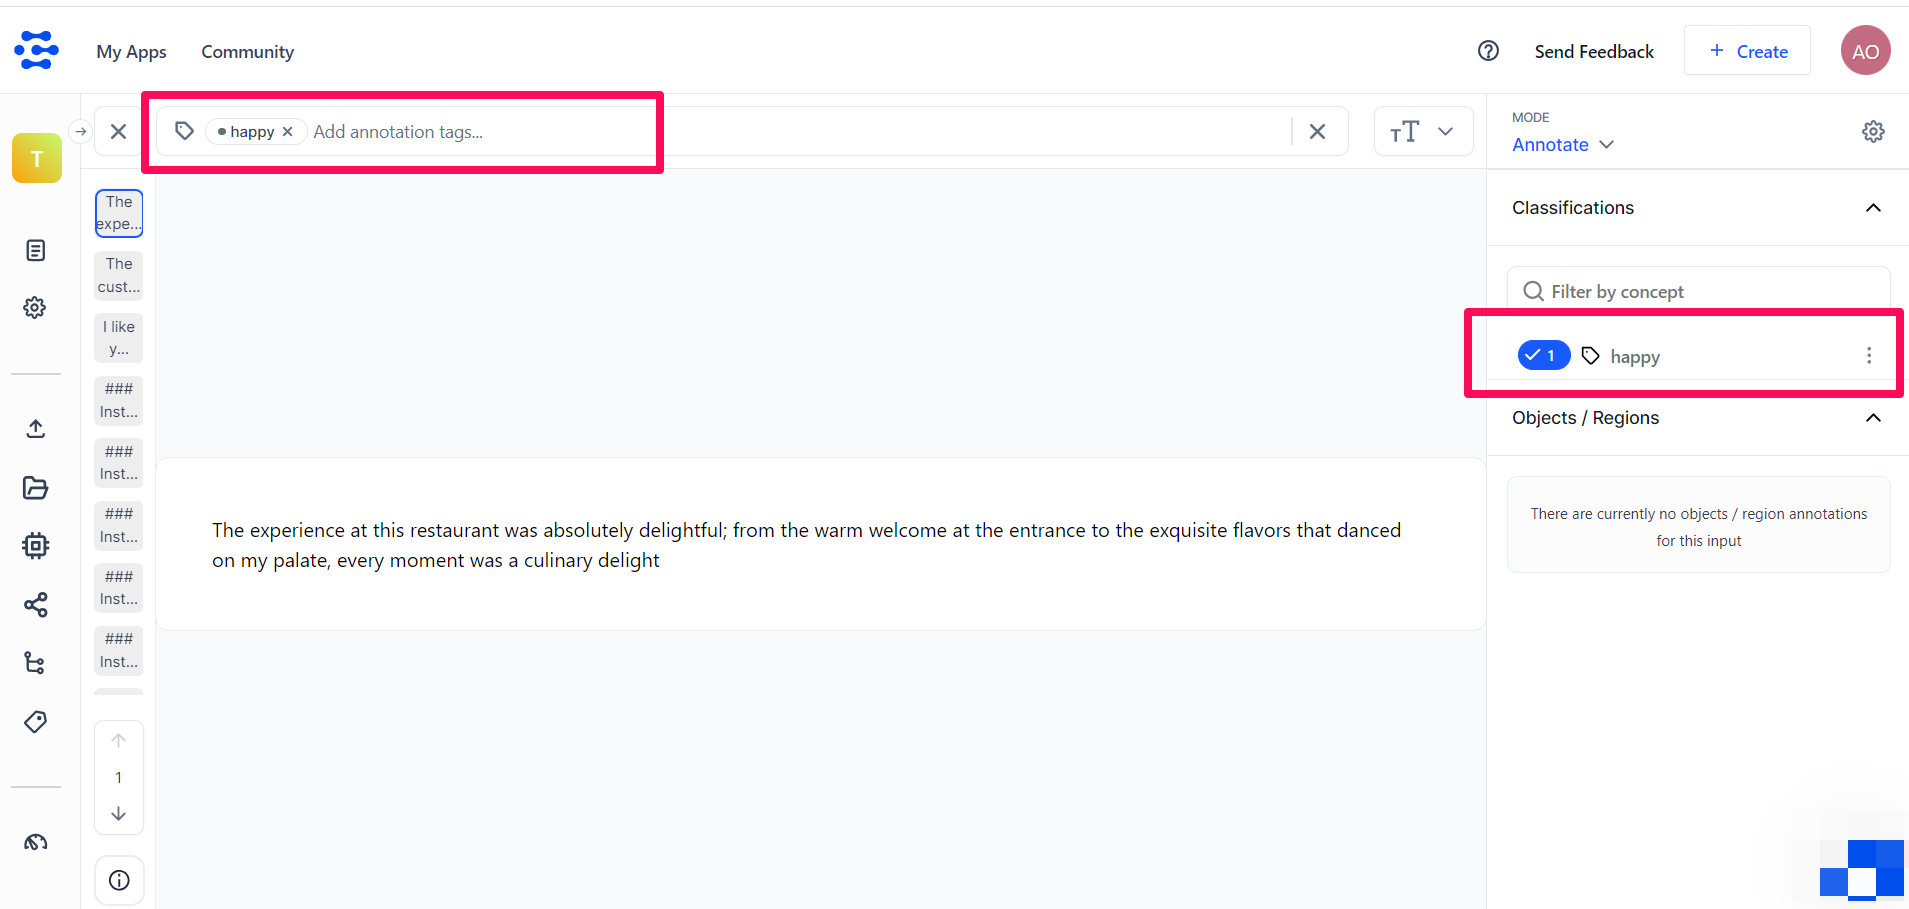 My Apps
Community
Send Feedback
+ Create
AO
T
happy
Add annotation tags...
TT
MODE
Annotate
The
expe...
The
cust...
I like
y...
###
Inst...
###
Inst...
###
Inst...
###
Inst...
###
Inst...
1
The experience at this restaurant was absolutely delightful; from the warm welcome at the entrance to the exquisite flavors that danced
on my palate, every moment was a culinary delight
Classifications
Filter by concept
1 happy
Objects / Regions
There are currently no objects / region annotations
for this input